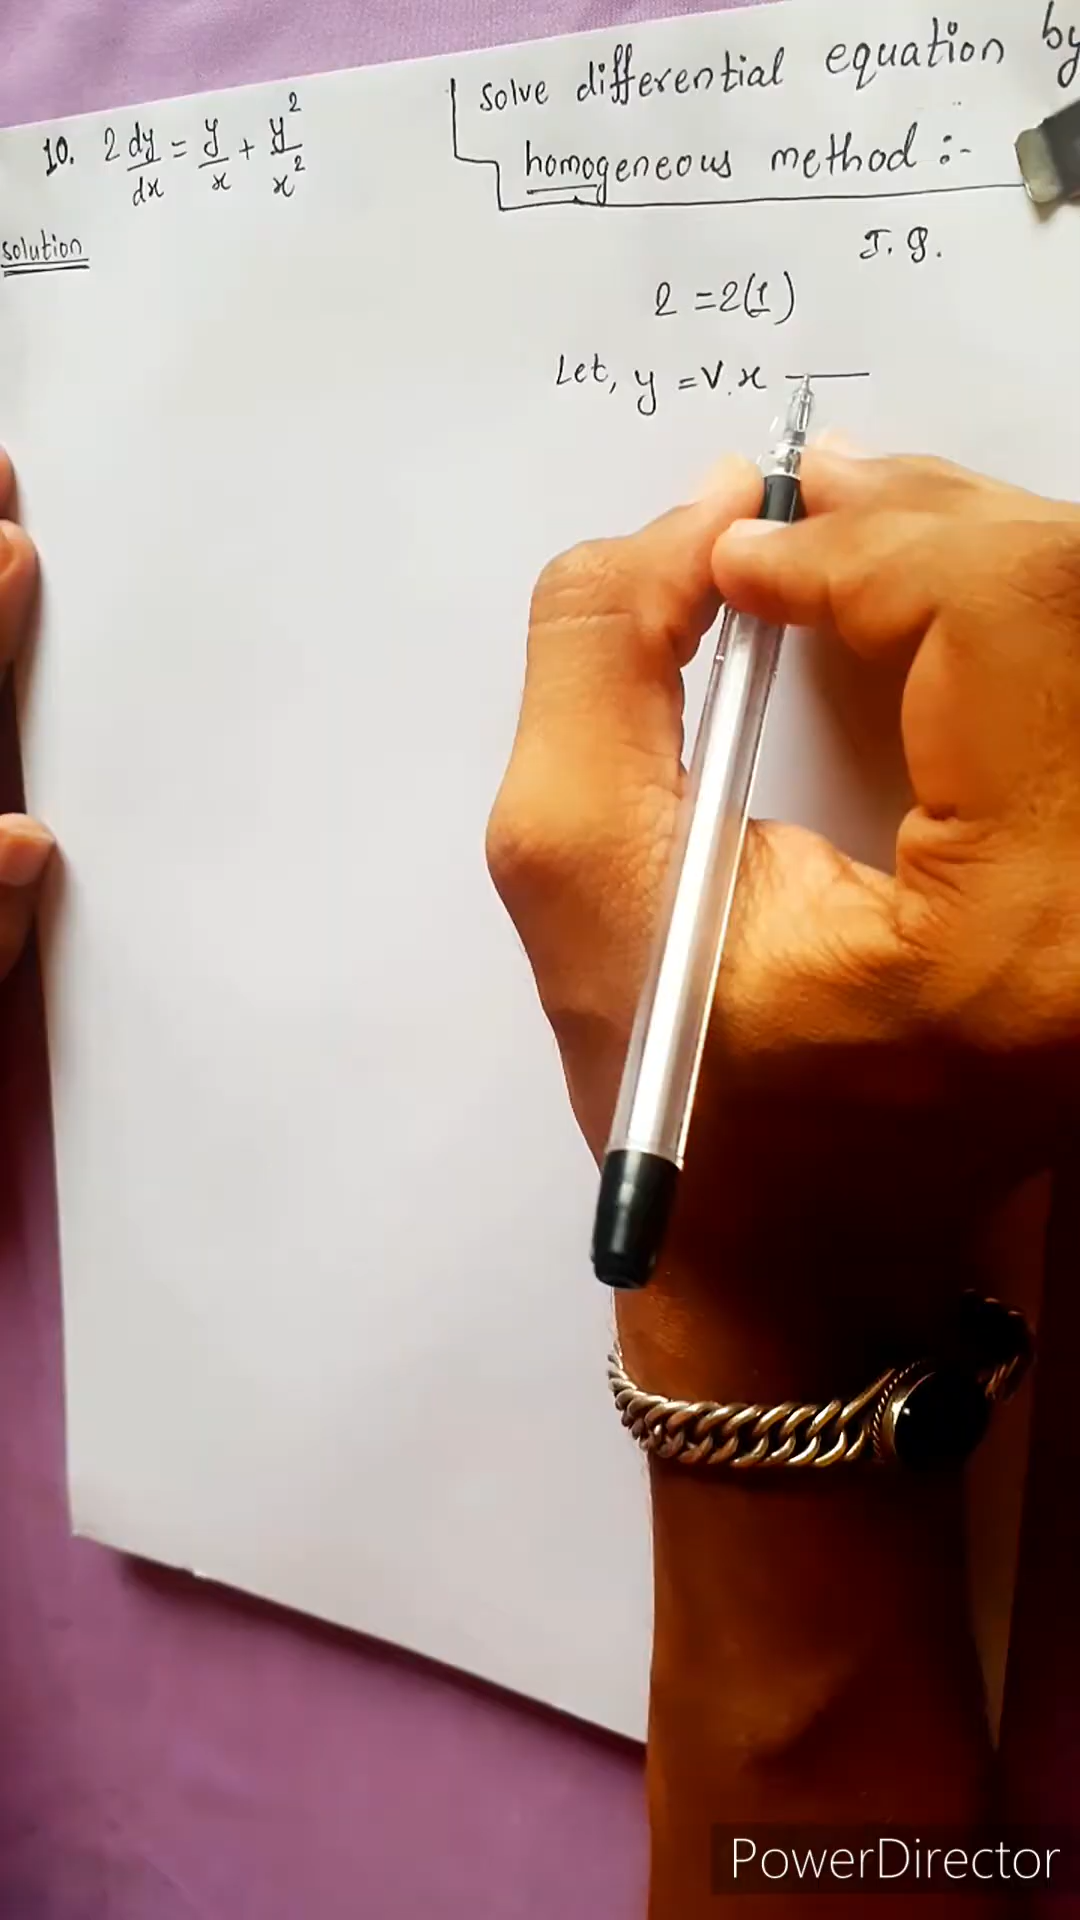 solve differential equation by
homogeneous method :-
10. 2 dy/dx = y/x + y²/x²
solution
I. g.
2 = 2(1)
Let, y = v.x —
PowerDirector